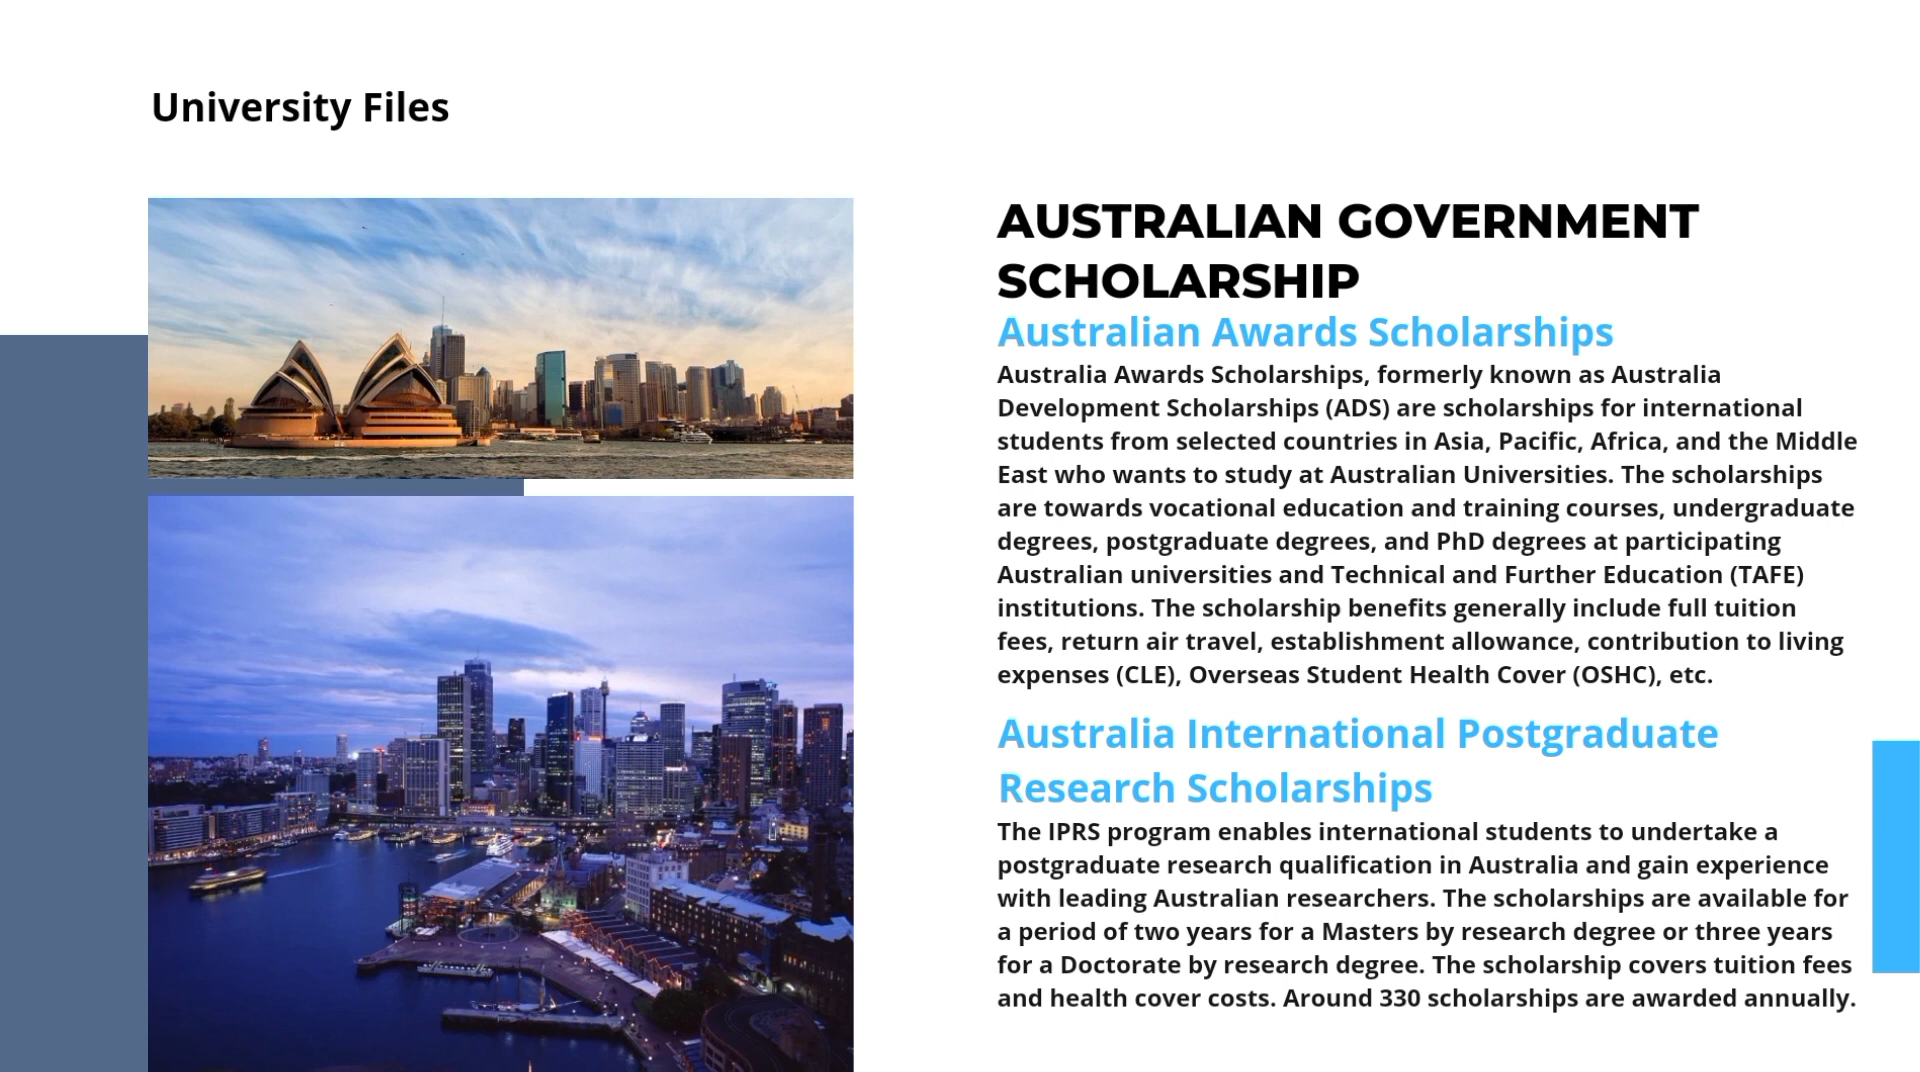 University Files
AUSTRALIAN GOVERNMENT
SCHOLARSHIP
Australian Awards Scholarships
Australia Awards Scholarships, formerly known as Australia
Development Scholarships (ADS) are scholarships for international
students from selected countries in Asia, Pacific, Africa, and the Middle
East who wants to study at Australian Universities. The scholarships
are towards vocational education and training courses, undergraduate
degrees, postgraduate degrees, and PhD degrees at participating
Australian universities and Technical and Further Education (TAFE)
institutions. The scholarship benefits generally include full tuition
fees, return air travel, establishment allowance, contribution to living
expenses (CLE), Overseas Student Health Cover (OSHC), etc.
Australia International Postgraduate
Research Scholarships
The IPRS program enables international students to undertake a
postgraduate research qualification in Australia and gain experience
with leading Australian researchers. The scholarships are available for
a period of two years for a Masters by research degree or three years
for a Doctorate by research degree. The scholarship covers tuition fees
and health cover costs. Around 330 scholarships are awarded annually.